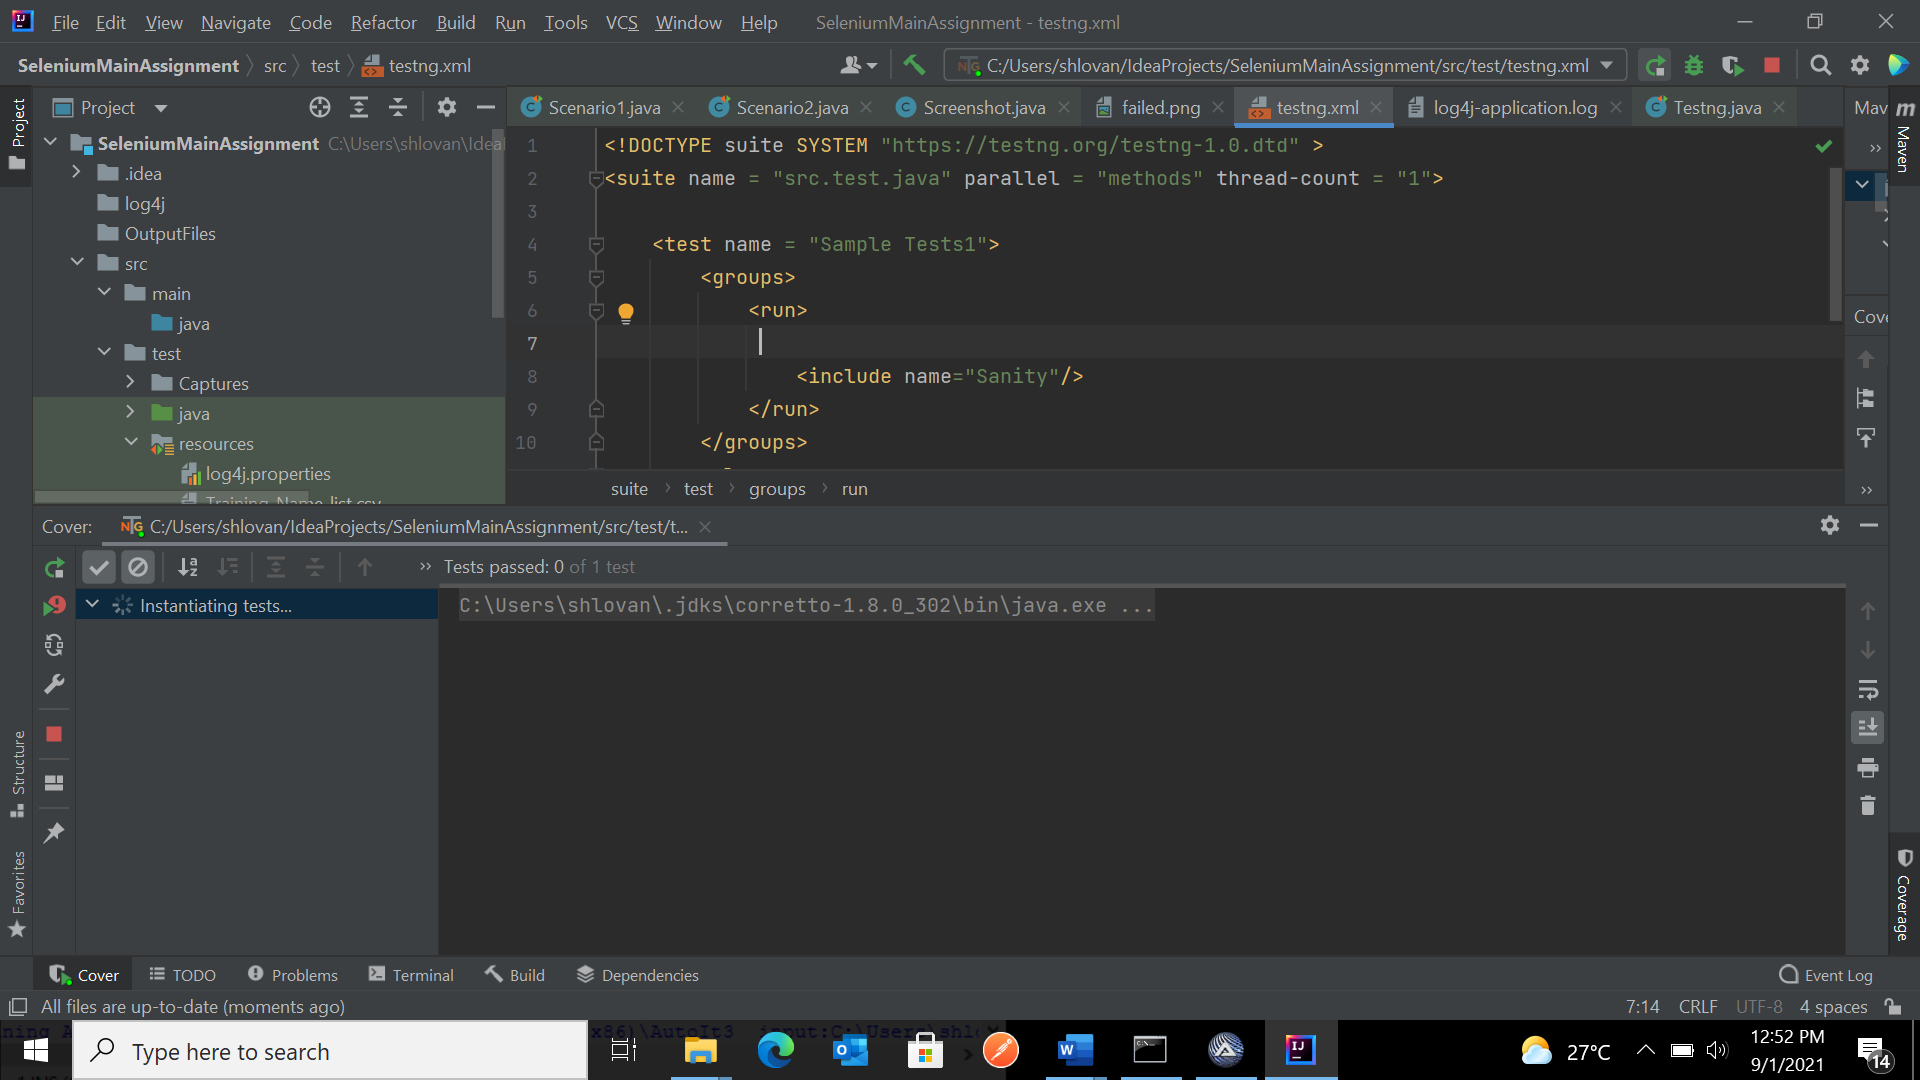 File Edit View Navigate Code Refactor Build Run Tools VCS Window Help SeleniumMainAssignment - testng.xml
SeleniumMainAssignment src test testng.xml
C:/Users/shlovan/IdeaProjects/SeleniumMainAssignment/src/test/testng.xml
Project
Project
SeleniumMainAssignment C:\Users\shlovan\Idea
.idea
log4j
OutputFiles
src
main
java
test
Captures
java
resources
log4j.properties
Training_Name_list.csv
Scenario1.java Scenario2.java Screenshot.java failed.png testng.xml log4j-application.log Testng.java
Mav
Maven
Cove
1 <!DOCTYPE suite SYSTEM "https://testng.org/testng-1.0.dtd" >
2 <suite name = "src.test.java" parallel = "methods" thread-count = "1">
3
4 <test name = "Sample Tests1">
5 <groups>
6 <run>
7
8 <include name="Sanity"/>
9 </run>
10 </groups>
suite test groups run
Cover: C:/Users/shlovan/IdeaProjects/SeleniumMainAssignment/src/test/t...
Tests passed: 0 of 1 test
Instantiating tests...
C:\Users\shlovan\.jdks\corretto-1.8.0_302\bin\java.exe ...
Structure
Favorites
Coverage
Cover TODO Problems Terminal Build Dependencies Event Log
All files are up-to-date (moments ago) 7:14 CRLF UTF-8 4 spaces
Type here to search
27°C
12:52 PM
9/1/2021
14